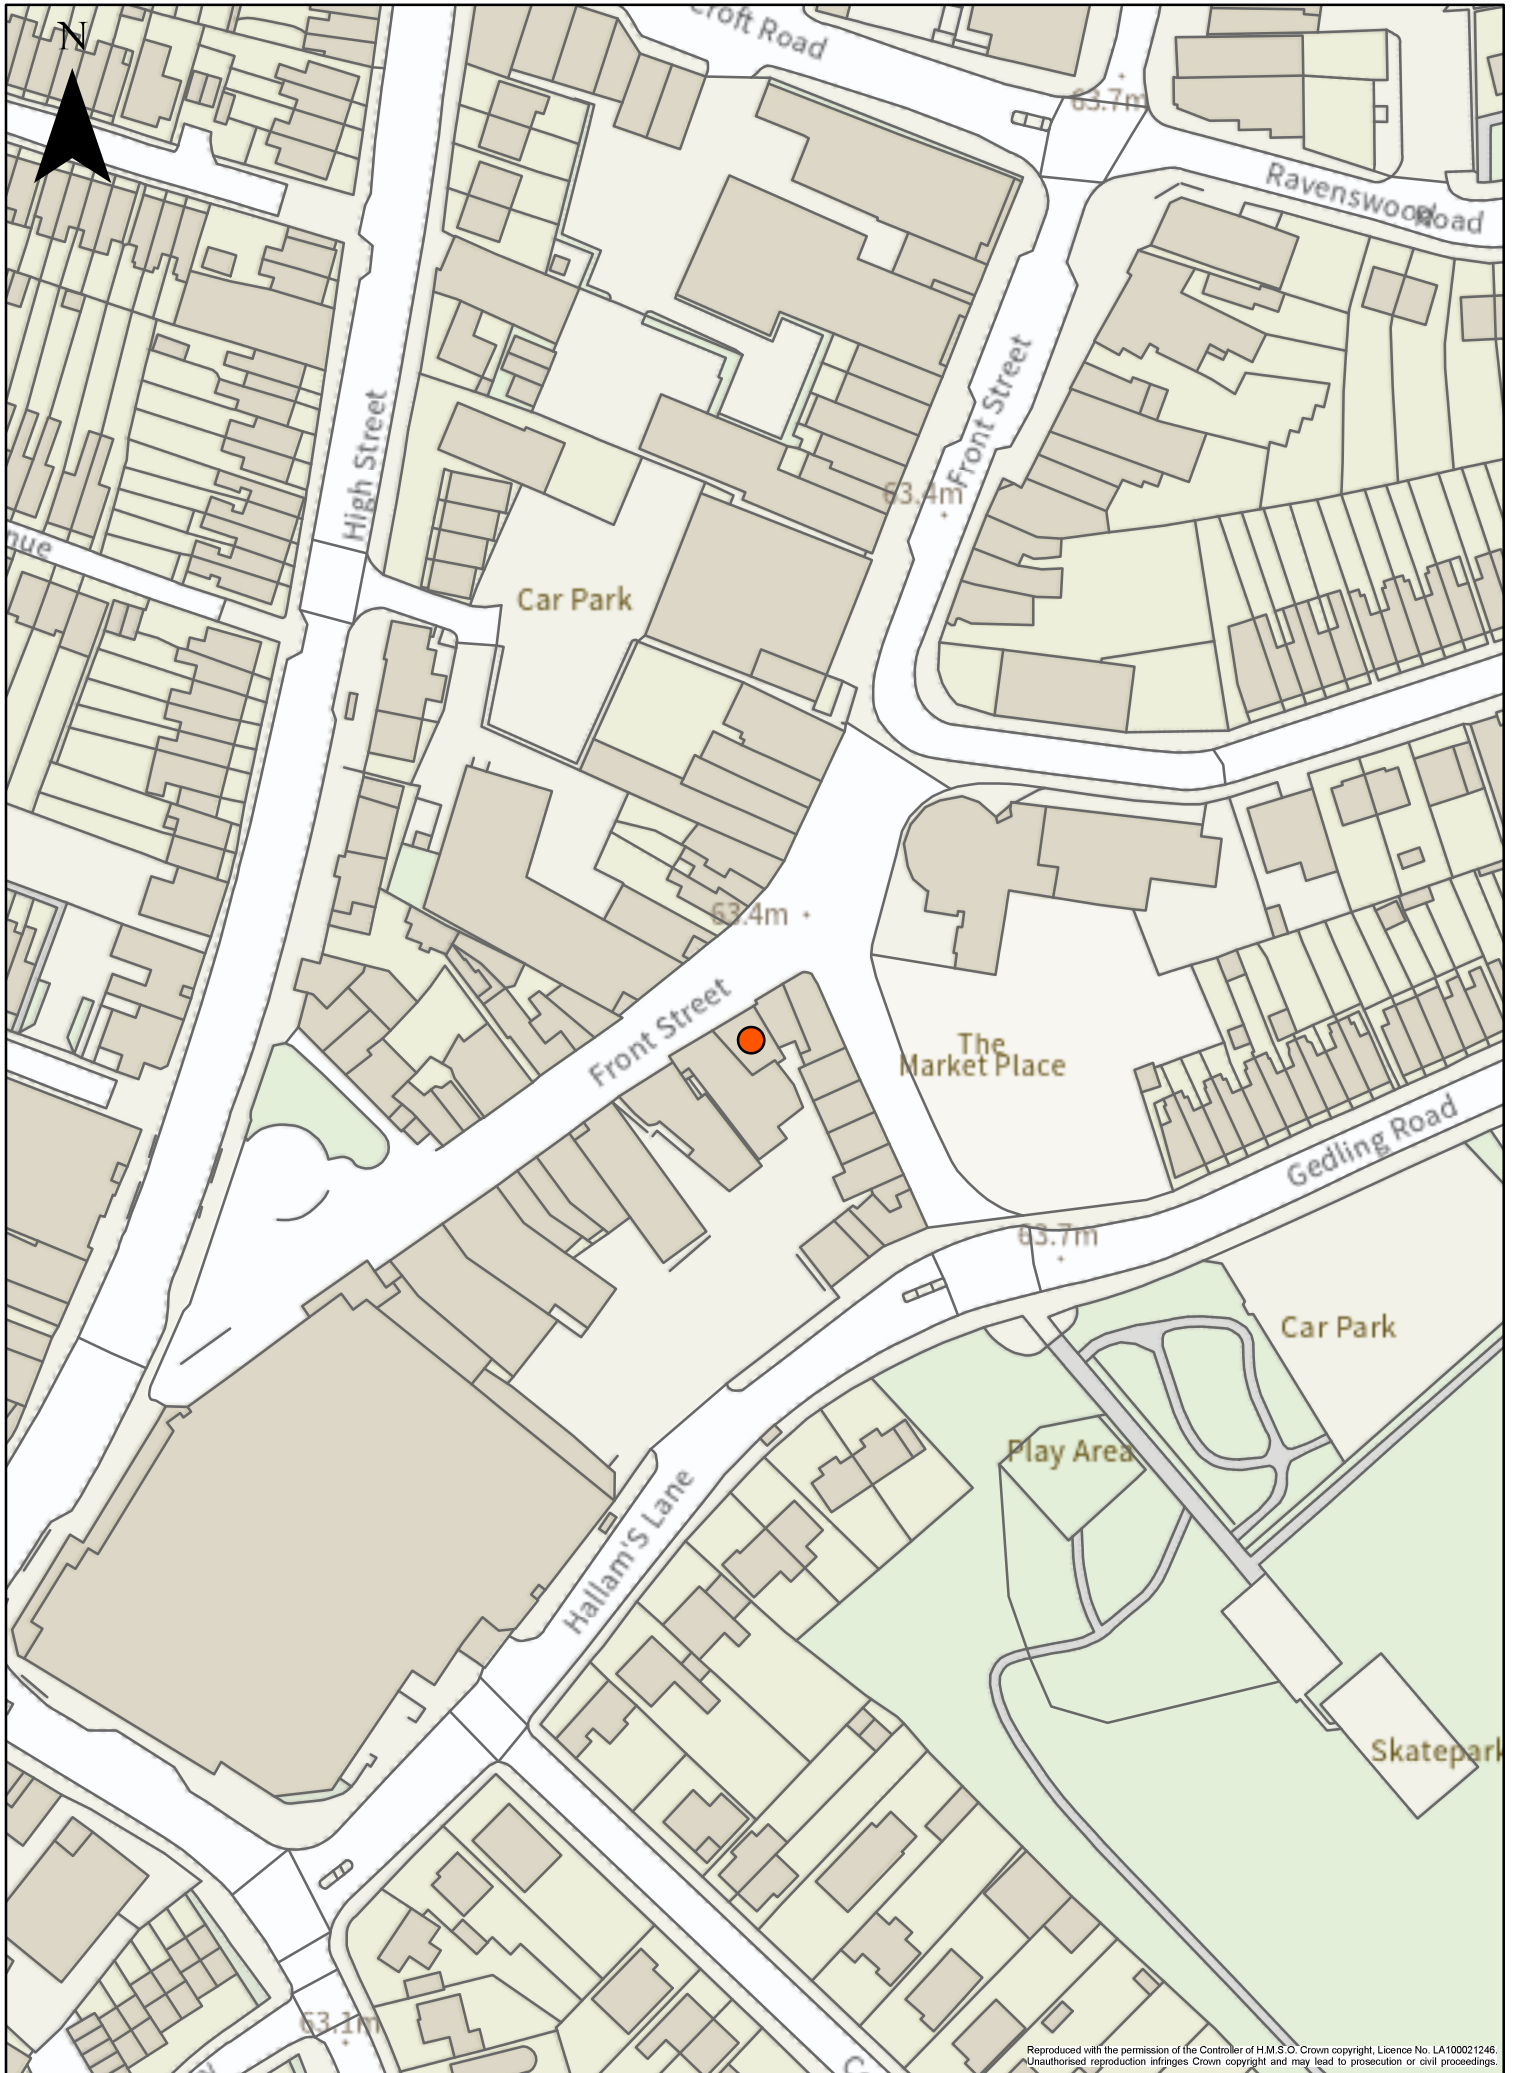 N
Croft Road
63.7m
Ravenswood
Road
Front Street
High Street
63.4m
nue
Car Park
63.4m
Front Street
The
Market Place
Gedling Road
63.7m
Car Park
Play Area
Hallam'S Lane
Skatepark
63.1m
Reproduced with the permission of the Controller of H.M.S.O. Crown copyright, Licence No. LA100021246.
Unauthorised reproduction infringes Crown copyright and may lead to prosecution or civil proceedings.